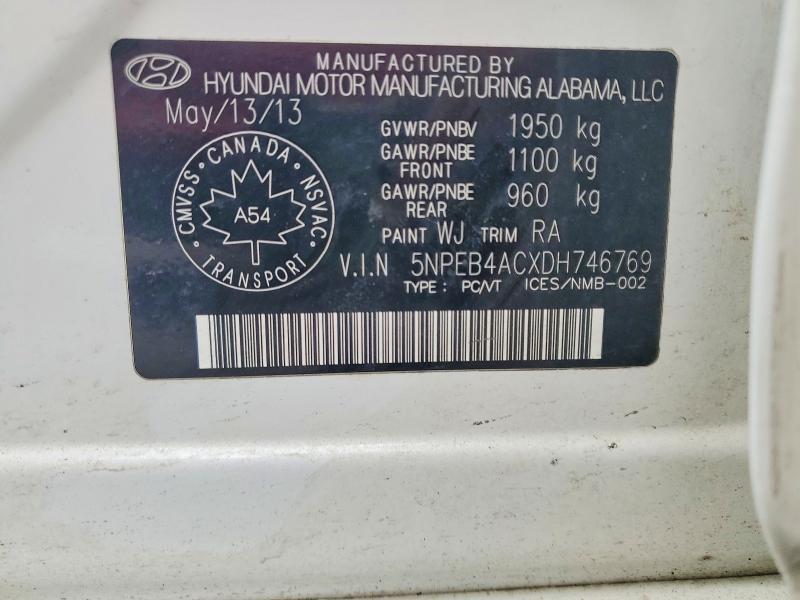 MANUFACTURED BY
HYUNDAI MOTOR MANUFACTURING ALABAMA, LLC
May/13/13
GVWR/PNBV 1950 kg
GAWR/PNBE FRONT 1100 kg
GAWR/PNBE REAR 960 kg
PAINT WJ TRIM RA
V.I.N 5NPEB4ACXDH746769
TYPE: PC/VT ICES/NMB-002
CMVSS · CANADA · NSVAC
A54
TRANSPORT